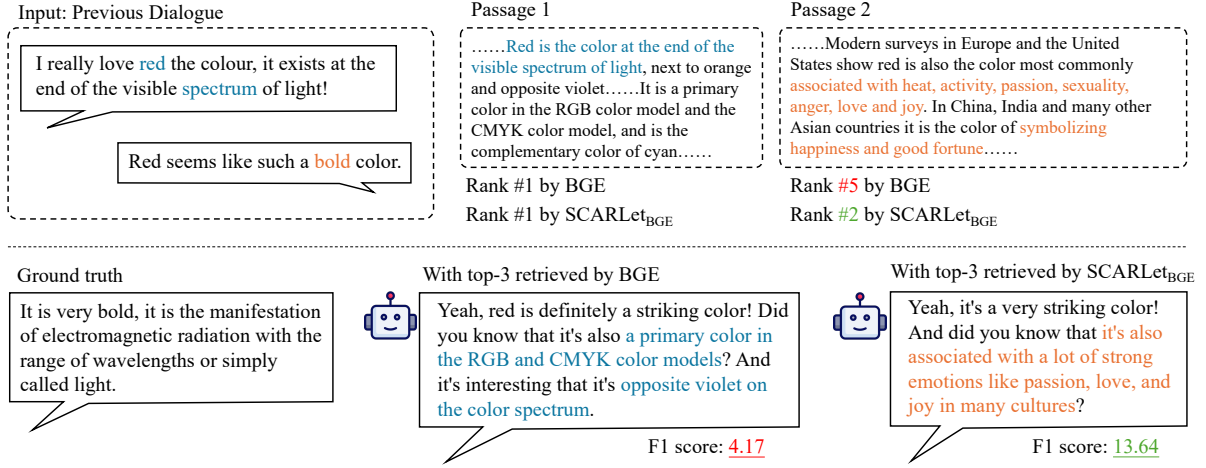 Input: Previous Dialogue
I really love red the colour, it exists at the
end of the visible spectrum of light!
Red seems like such a bold color.
Passage 1
......Red is the color at the end of the
visible spectrum of light, next to orange
and opposite violet......It is a primary
color in the RGB color model and the
CMYK color model, and is the
complementary color of cyan......
Rank #1 by BGE
Rank #1 by SCARLet_BGE
Passage 2
......Modern surveys in Europe and the United
States show red is also the color most commonly
associated with heat, activity, passion, sexuality,
anger, love and joy. In China, India and many other
Asian countries it is the color of symbolizing
happiness and good fortune......
Rank #5 by BGE
Rank #2 by SCARLet_BGE
Ground truth
It is very bold, it is the manifestation
of electromagnetic radiation with the
range of wavelengths or simply
called light.
With top-3 retrieved by BGE
Yeah, red is definitely a striking color! Did
you know that it's also a primary color in
the RGB and CMYK color models? And
it's interesting that it's opposite violet on
the color spectrum.
F1 score: 4.17
With top-3 retrieved by SCARLet_BGE
Yeah, it's a very striking color!
And did you know that it's also
associated with a lot of strong
emotions like passion, love, and
joy in many cultures?
F1 score: 13.64